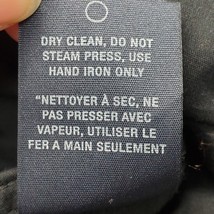 DRY CLEAN, DO NOT
STEAM PRESS, USE
HAND IRON ONLY
"NETTOYER À SEC, NE
PAS PRESSER AVEC
VAPEUR, UTILISER LE
FER A MAIN SEULEMENT